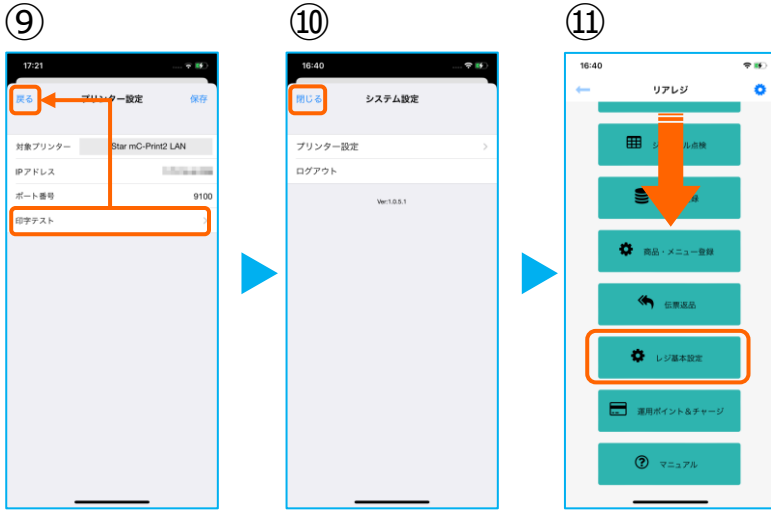 ⑨
17:21
戻る
プリンター設定
保存
対象プリンター
Star mC-Print2 LAN
IPアドレス
ポート番号
9100
印字テスト
⑩
16:40
閉じる
システム設定
プリンター設定
ログアウト
Ver:1.0.5.1
⑪
16:40
リアレジ
ル点検
商品・メニュー登録
伝票返品
レジ基本設定
運用ポイント&チャージ
マニュアル